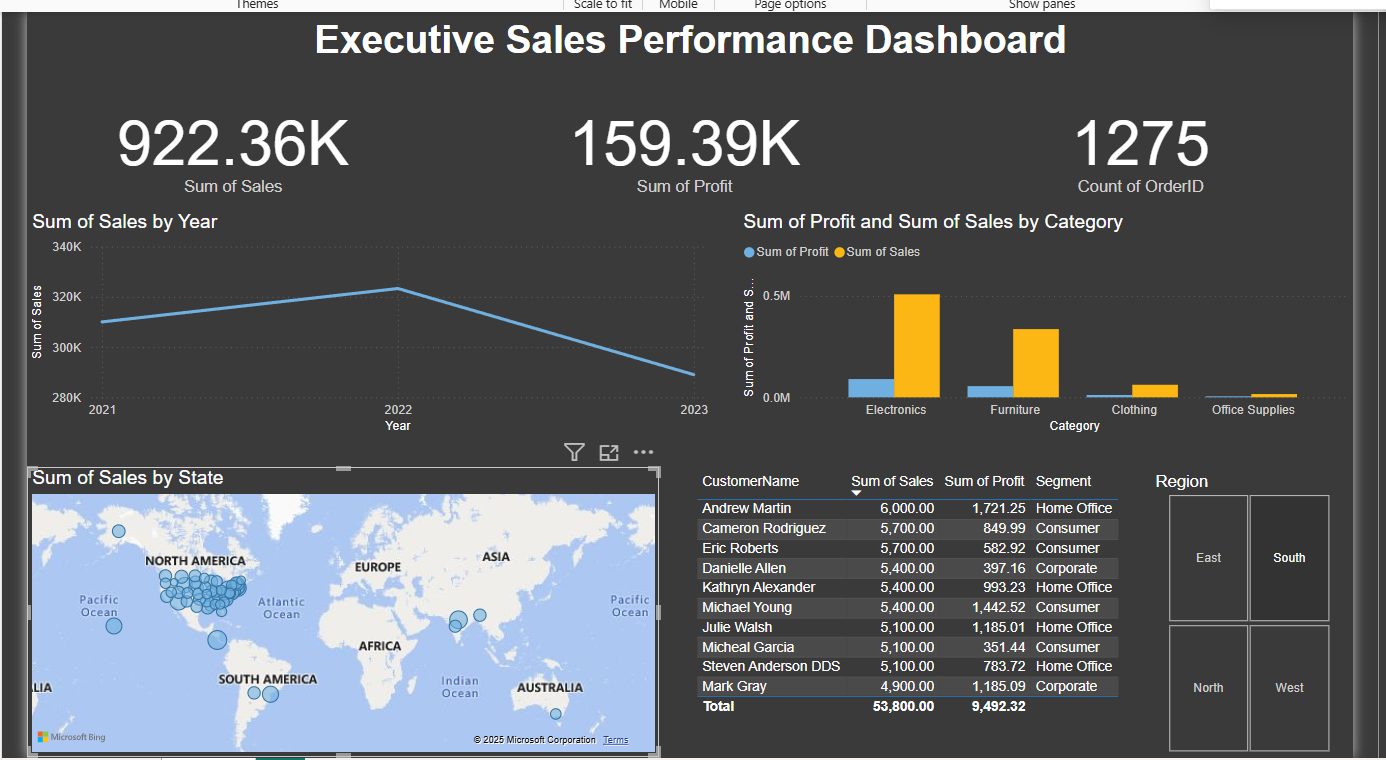 Themes Scale to fit Mobile Page options Show panes
Executive Sales Performance Dashboard
922.36K
Sum of Sales
159.39K
Sum of Profit
1275
Count of OrderID
Sum of Sales by Year
Sum of Sales
340K
320K
300K
280K
2021 2022 2023
Year
Sum of Profit and Sum of Sales by Category
Sum of Profit Sum of Sales
Sum of Profit and S...
0.5M
0.0M
Electronics Furniture Clothing Office Supplies
Category
Sum of Sales by State
NORTH AMERICA
EUROPE
ASIA
Pacific
Ocean
Atlantic
Ocean
Pacific
Ocean
AFRICA
SOUTH AMERICA
Indian
Ocean
AUSTRALIA
LIA
Microsoft Bing
© 2025 Microsoft Corporation Terms
CustomerName Sum of Sales Sum of Profit Segment
Andrew Martin 6,000.00 1,721.25 Home Office
Cameron Rodriguez 5,700.00 849.99 Consumer
Eric Roberts 5,700.00 582.92 Consumer
Danielle Allen 5,400.00 397.16 Corporate
Kathryn Alexander 5,400.00 993.23 Home Office
Michael Young 5,400.00 1,442.52 Consumer
Julie Walsh 5,100.00 1,185.01 Home Office
Micheal Garcia 5,100.00 351.44 Consumer
Steven Anderson DDS 5,100.00 783.72 Home Office
Mark Gray 4,900.00 1,185.09 Corporate
Total 53,800.00 9,492.32
Region
East South
North West